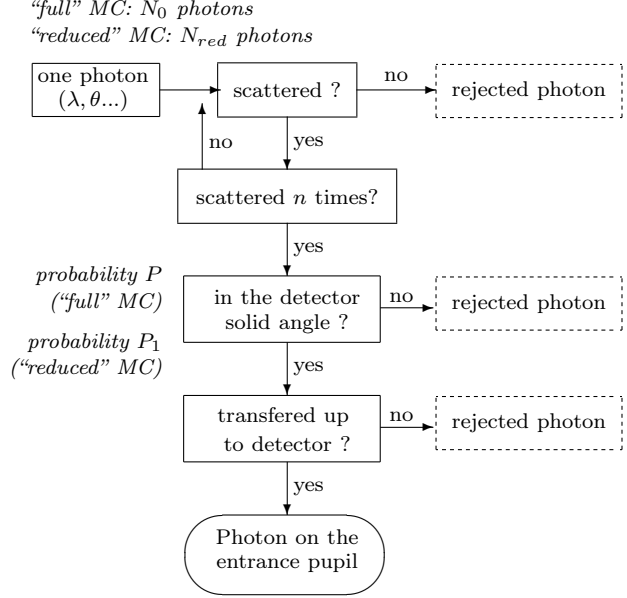 “full” MC: N₀ photons
“reduced” MC: Nᵣₑd photons
one photon
(λ, θ...)
scattered ?
no
rejected photon
no
yes
scattered n times?
yes
probability P
(“full” MC)
in the detector
solid angle ?
no
rejected photon
probability P₁
(“reduced” MC)
yes
transfered up
to detector ?
no
rejected photon
yes
Photon on the
entrance pupil